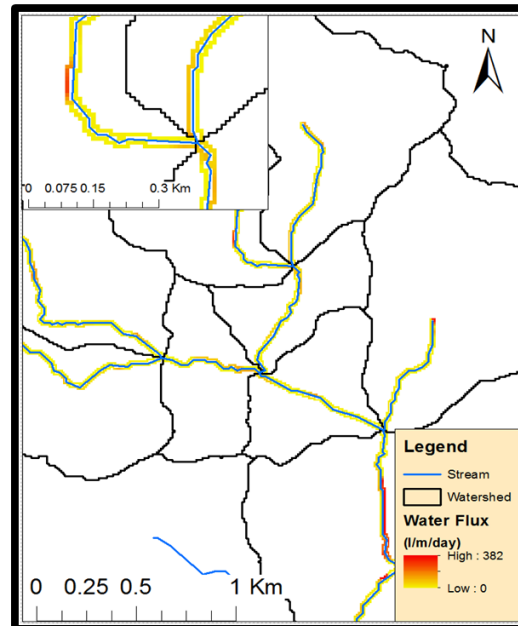 N
0 0.075 0.15 0.3 Km
Legend
Stream
Watershed
Water Flux
(l/m/day)
High : 382
Low : 0
0 0.25 0.5 1 Km